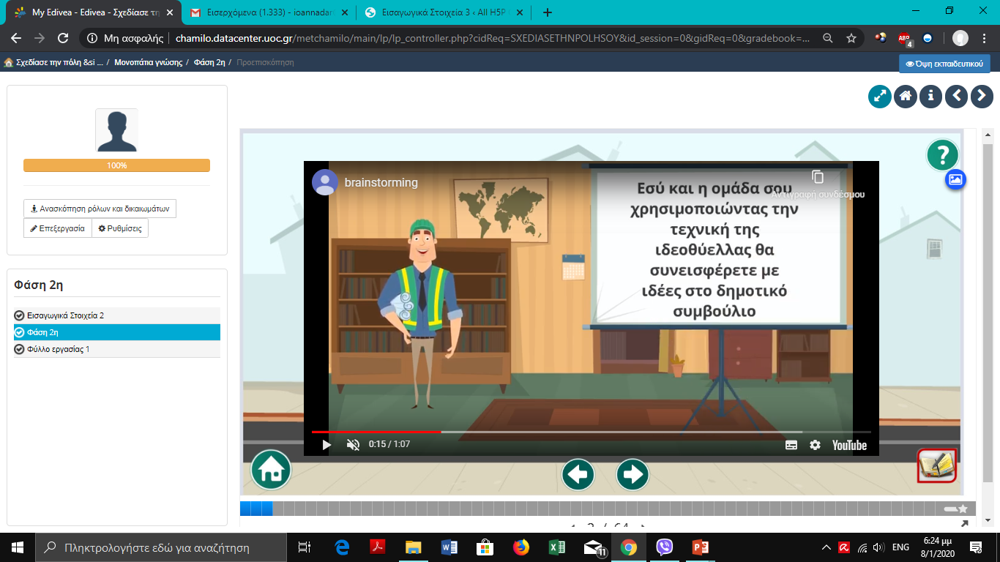 My Edivea - Edivea - Σχεδίασε τη
Εισερχόμενα (1.333) - ioannadar
Εισαγωγικά Στοιχεία 3 ‹ All H5P
Μη ασφαλής
chamilo.datacenter.uoc.gr/metchamilo/main/lp/lp_controller.php?cidReq=SXEDIASETHNPOLHSOY&id_session=0&gidReq=0&gradebook=...
ABP
4
Σχεδίασε την πόλη &si ... / Μονοπάτια γνώσης / Φάση 2η / Προεπισκόπηση
Όψη εκπαιδευτικού
100%
Ανασκόπηση ρόλων και δικαιωμάτων
Επεξεργασία
Ρυθμίσεις
Φάση 2η
Εισαγωγικά Στοιχεία 2
Φάση 2η
Φύλλο εργασίας 1
brainstorming
Αντιγραφή συνδέσμου
Εσύ και η ομάδα σου
χρησιμοποιώντας την
τεχνική της
ιδεοθύελλας θα
συνεισφέρετε με
ιδέες στο δημοτικό
συμβούλιο
0:15 / 1:07
YouTube
Πληκτρολογήστε εδώ για αναζήτηση
11
ENG
6:24 μμ
8/1/2020